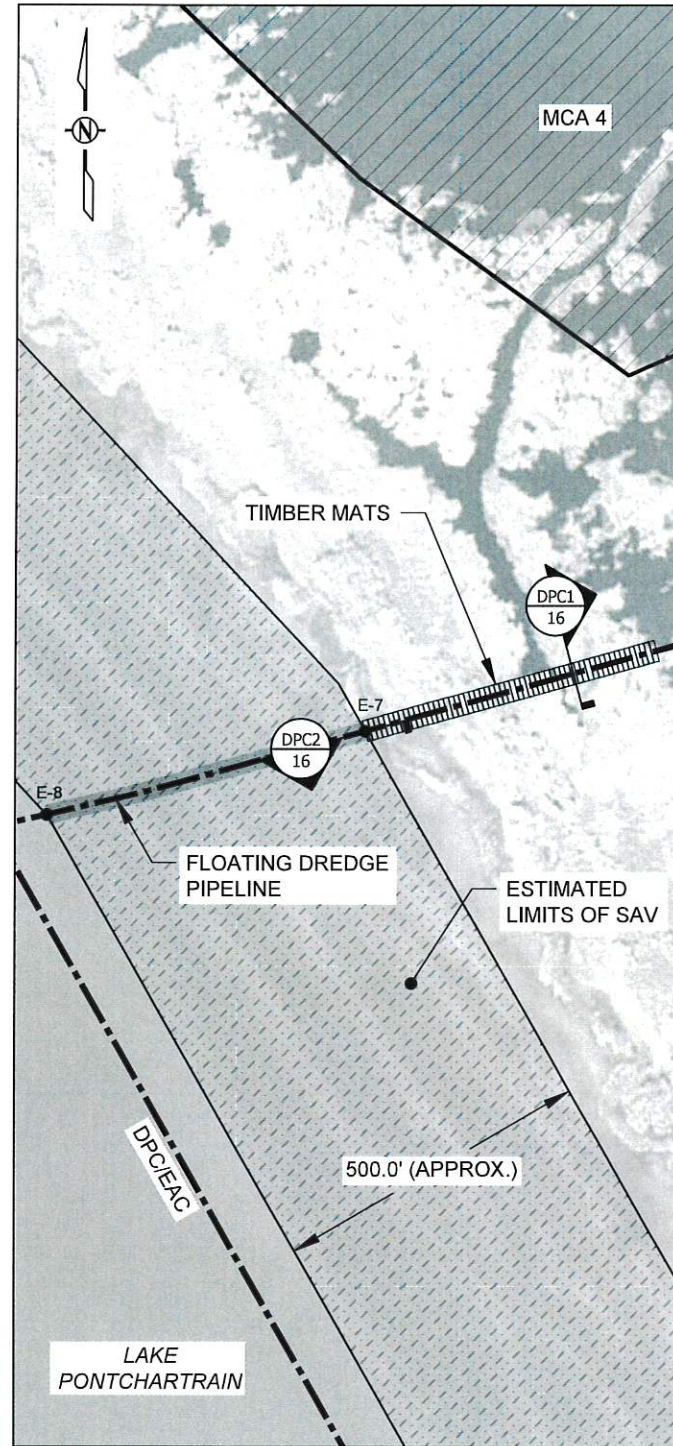 N
MCA 4
TIMBER MATS
DPC1
16
E-7
DPC2
16
E-8
FLOATING DREDGE
PIPELINE
ESTIMATED
LIMITS OF SAV
DPC/EAC
500.0' (APPROX.)
LAKE
PONTCHARTRAIN